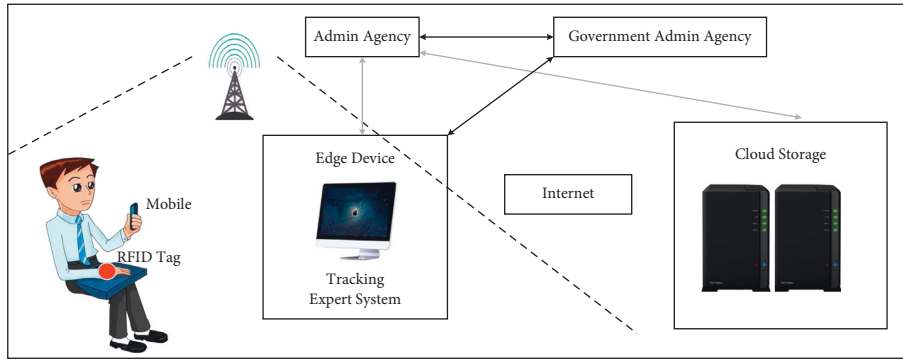 Admin Agency
Government Admin Agency
Edge Device
Cloud Storage
Internet
Mobile
RFID Tag
Tracking
Expert System